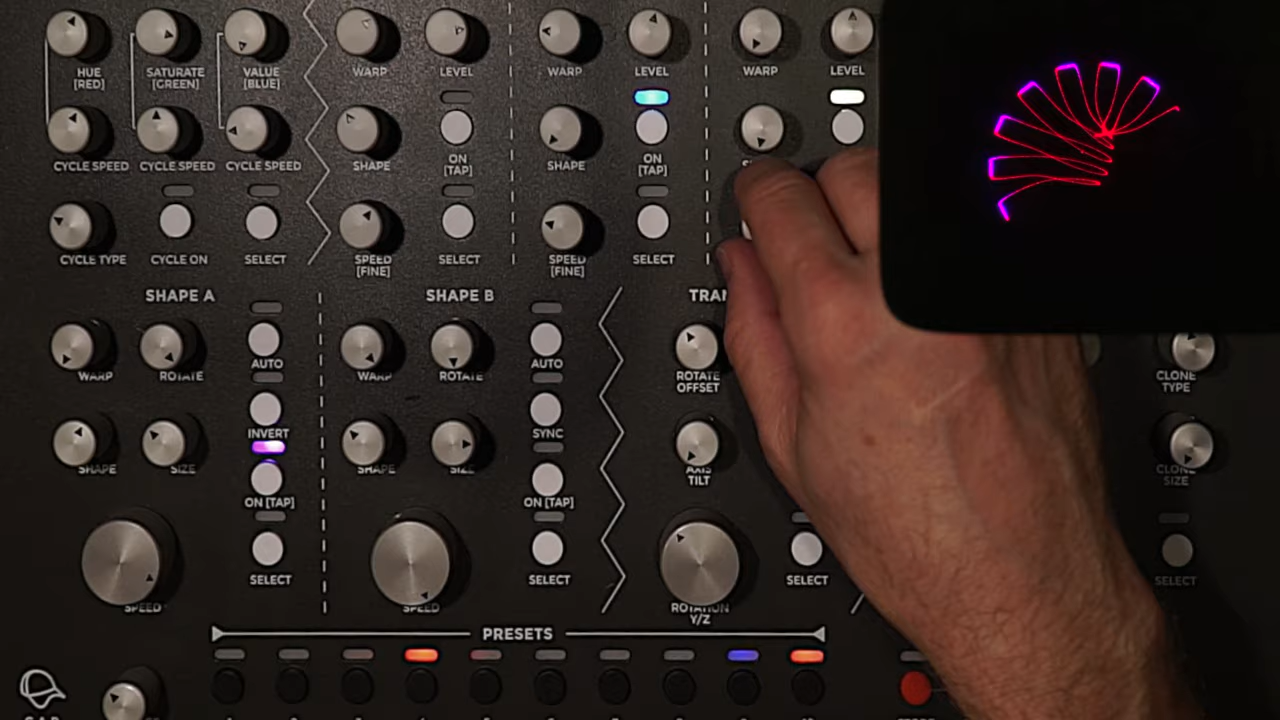 WARP LEVEL WARP LEVEL WARP LEVEL
HUE [RED] SATURATE [GREEN] VALUE [BLUE]
SHAPE ON [TAP] SHAPE ON [TAP]
CYCLE SPEED CYCLE SPEED CYCLE SPEED
CYCLE TYPE CYCLE ON SELECT SPEED [FINE] SELECT SPEED [FINE] SELECT
SHAPE A SHAPE B
WARP ROTATE AUTO WARP ROTATE AUTO ROTATE OFFSET CLONE TYPE
INVERT SYNC
SHAPE SIZE SHAPE SIZE AXIS TILT CLONE SIZE
ON [TAP] ON [TAP]
SELECT SELECT SELECT SELECT
SPEED SPEED ROTATION Y/Z
PRESETS